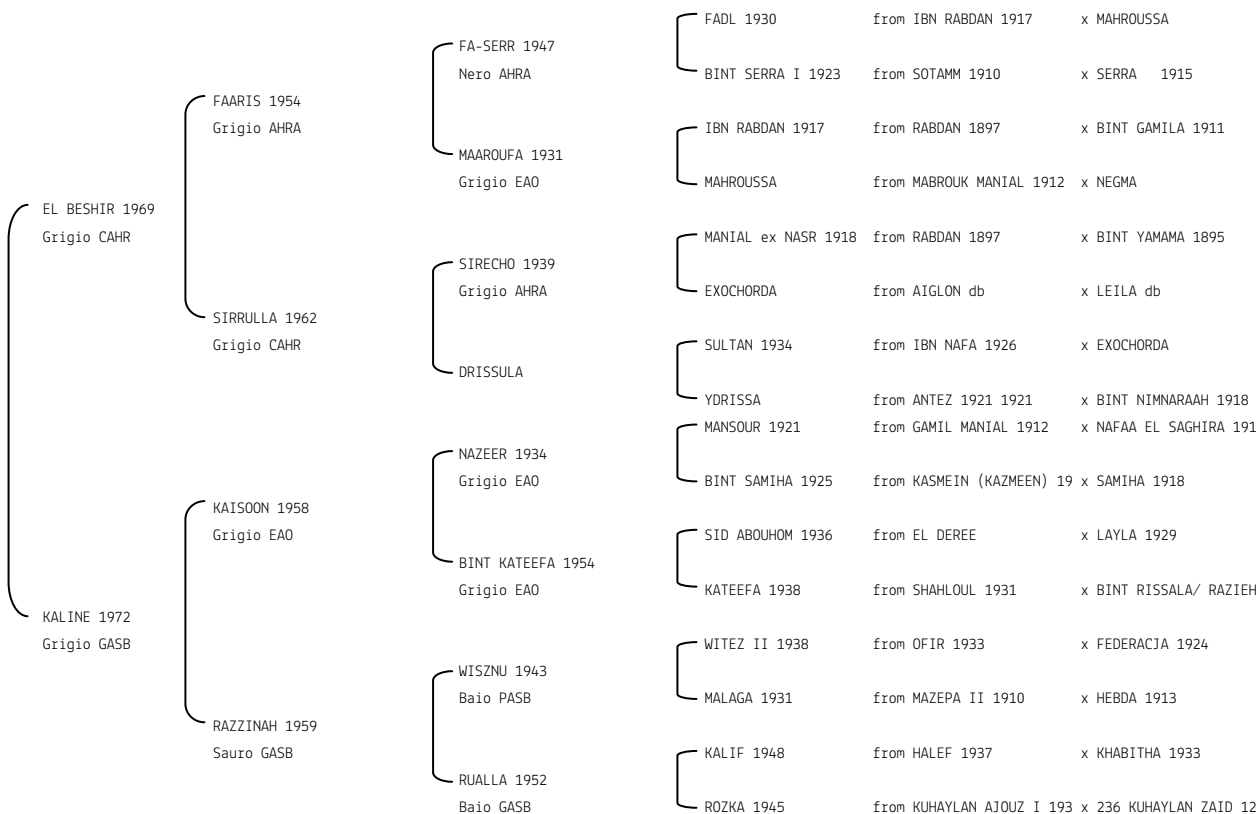 FADL 1930 from IBN RABDAN 1917 x MAHROUSSA
FA-SERR 1947
Nero AHRA
BINT SERRA I 1923 from SOTAMM 1910 x SERRA 1915
FAARIS 1954
Grigio AHRA
IBN RABDAN 1917 from RABDAN 1897 x BINT GAMILA 1911
MAAROUFA 1931
Grigio EAO
MAHROUSSA from MABROUK MANIAL 1912 x NEGMA
EL BESHIR 1969
Grigio CAHR
MANIAL ex NASR 1918 from RABDAN 1897 x BINT YAMAMA 1895
SIRECHO 1939
Grigio AHRA
EXOCHORDA from AIGLON db x LEILA db
SIRRULLA 1962
Grigio CAHR
SULTAN 1934 from IBN NAFA 1926 x EXOCHORDA
DRISSULA
YDRISSA from ANTEZ 1921 1921 x BINT NIMNARAAH 1918
MANSOUR 1921 from GAMIL MANIAL 1912 x NAFAA EL SAGHIRA 191
NAZEER 1934
Grigio EAO
BINT SAMIHA 1925 from KASMEIN (KAZMEEN) 19 x SAMIHA 1918
KAISOON 1958
Grigio EAO
SID ABOUHOM 1936 from EL DEREE x LAYLA 1929
BINT KATEEFA 1954
Grigio EAO
KATEEFA 1938 from SHAHLOUL 1931 x BINT RISSALA/ RAZIEH
KALINE 1972
Grigio GASB
WITEZ II 1938 from OFIR 1933 x FEDERACJA 1924
WISZNU 1943
Baio PASB
MALAGA 1931 from MAZEPA II 1910 x HEBDA 1913
RAZZINAH 1959
Sauro GASB
KALIF 1948 from HALEF 1937 x KHABITHA 1933
RUALLA 1952
Baio GASB
ROZKA 1945 from KUHAYLAN AJOUZ I 193 x 236 KUHAYLAN ZAID 12